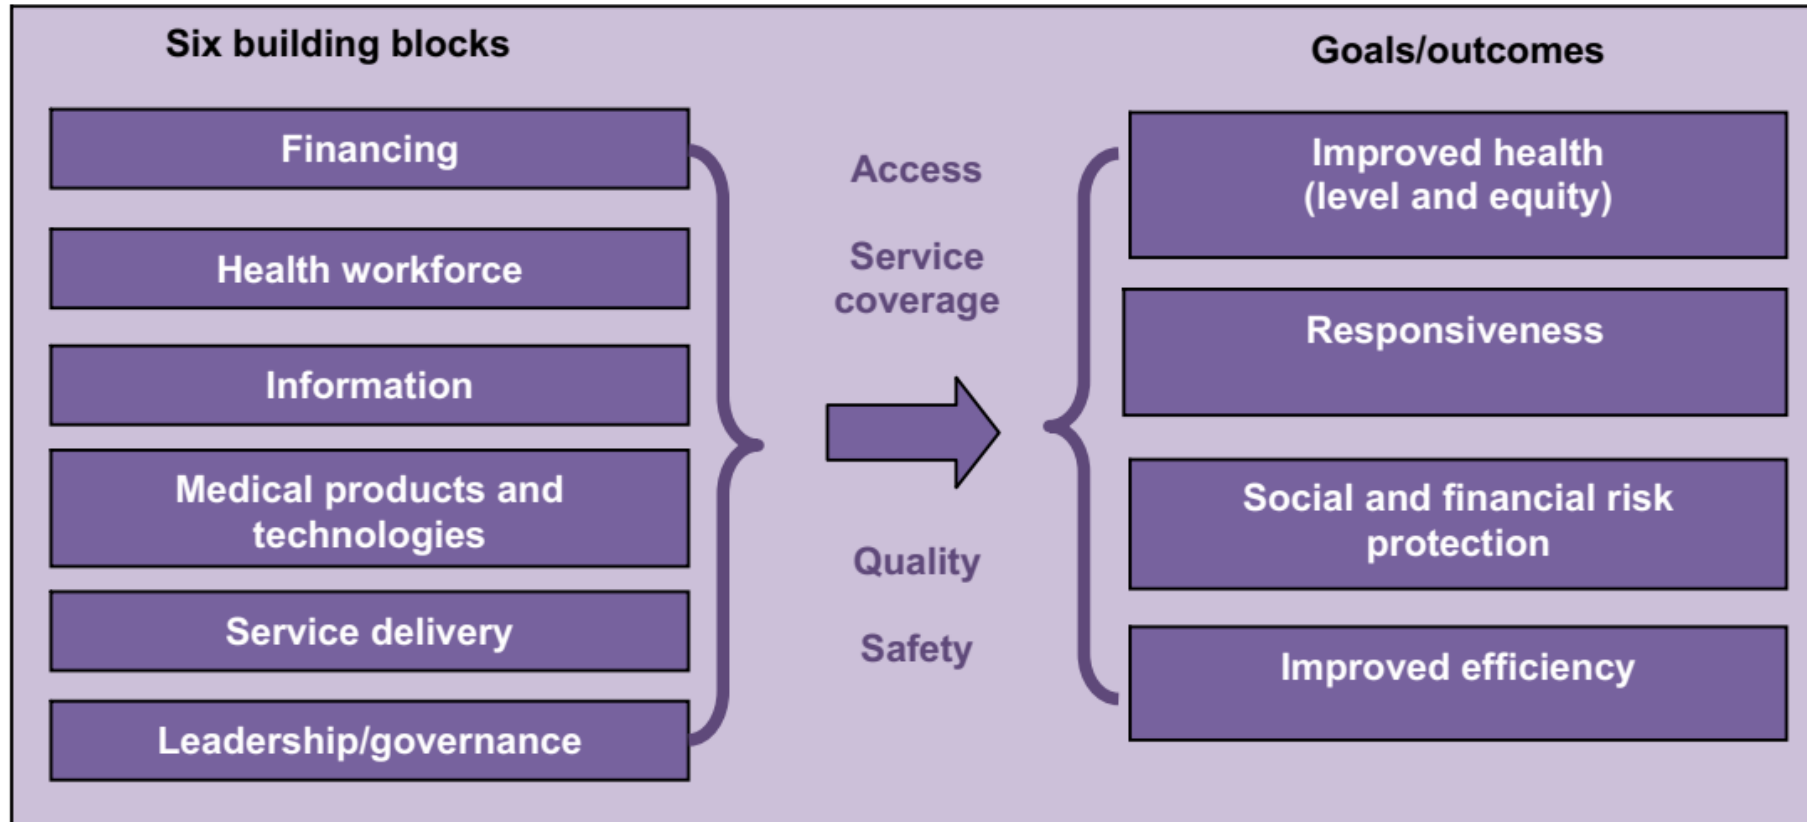 Six building blocks
Financing
Health workforce
Information
Medical products and
technologies
Service delivery
Leadership/governance
Access
Service
coverage
Quality
Safety
Goals/outcomes
Improved health
(level and equity)
Responsiveness
Social and financial risk
protection
Improved efficiency